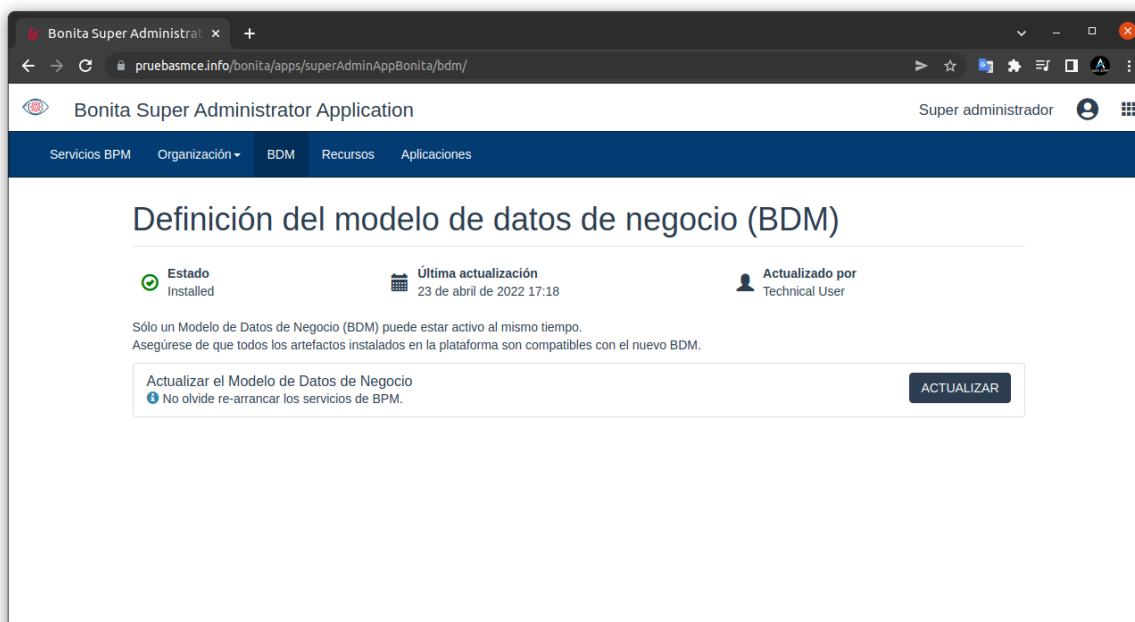 Bonita Super Administrat
pruebasmce.info/bonita/apps/superAdminAppBonita/bdm/
Bonita Super Administrator Application
Super administrador
Servicios BPM Organización BDM Recursos Aplicaciones
Definición del modelo de datos de negocio (BDM)
Estado
Installed
Última actualización
23 de abril de 2022 17:18
Actualizado por
Technical User
Sólo un Modelo de Datos de Negocio (BDM) puede estar activo al mismo tiempo.
Asegúrese de que todos los artefactos instalados en la plataforma son compatibles con el nuevo BDM.
Actualizar el Modelo de Datos de Negocio
No olvide re-arrancar los servicios de BPM.
ACTUALIZAR